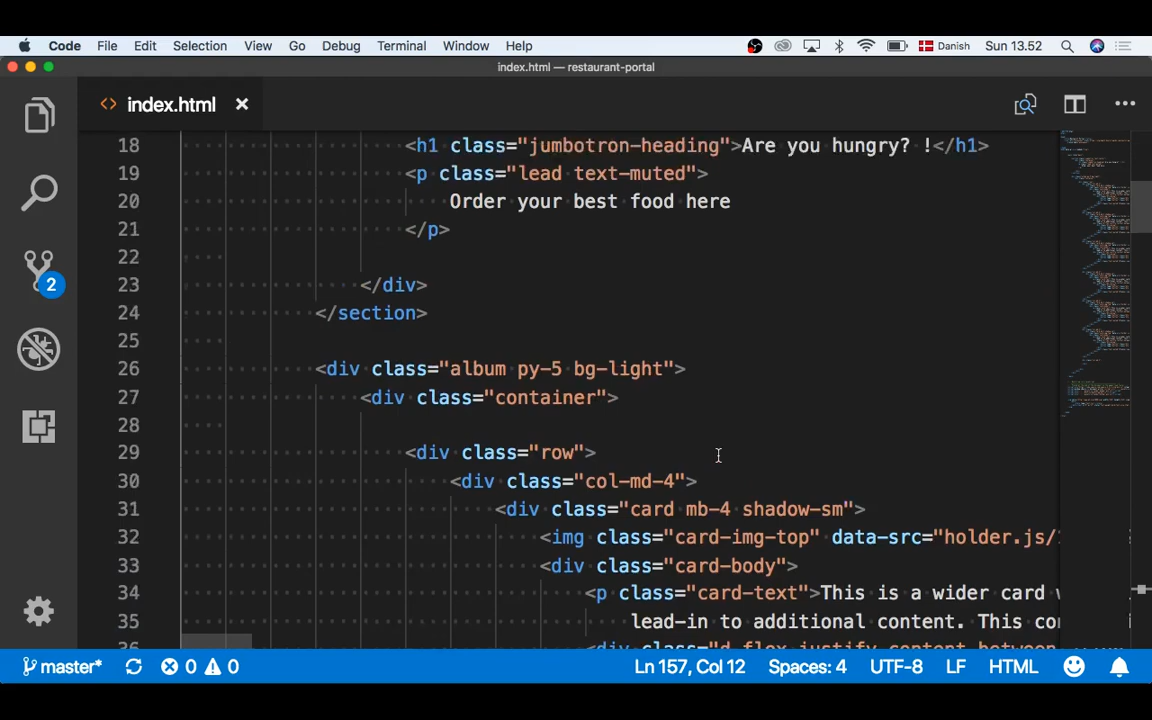 Code File Edit Selection View Go Debug Terminal Window Help Danish Sun 13.52
index.html — restaurant-portal
index.html
18 <h1 class="jumbotron-heading">Are you hungry? !</h1>
19 <p class="lead text-muted">
20 Order your best food here
21 </p>
22
23 </div>
24 </section>
25
26 <div class="album py-5 bg-light">
27 <div class="container">
28
29 <div class="row">
30 <div class="col-md-4">
31 <div class="card mb-4 shadow-sm">
32 <img class="card-img-top" data-src="holder.js/
33 <div class="card-body">
34 <p class="card-text">This is a wider card
35 lead-in to additional content. This
<div class="d-flex justify-content-between
2
master* 0 0 Ln 157, Col 12 Spaces: 4 UTF-8 LF HTML